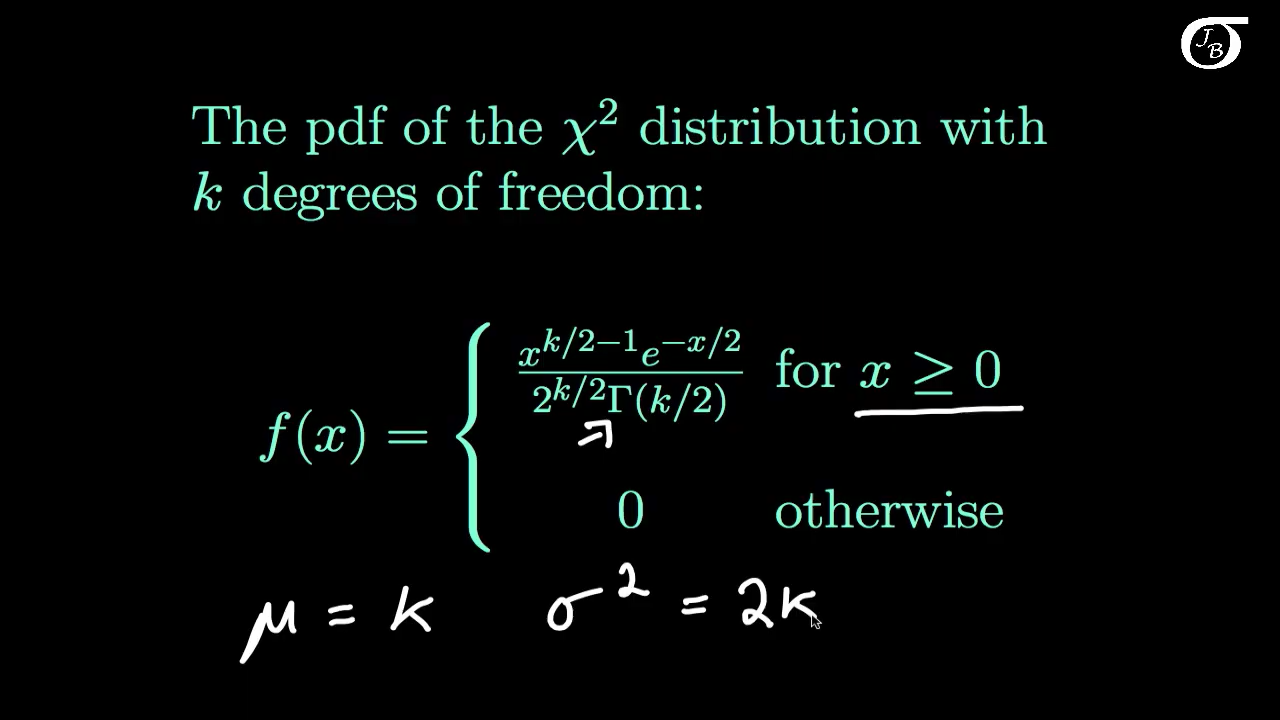 JB
The pdf of the χ² distribution with
k degrees of freedom:
f(x) = { x^{k/2−1}e^{−x/2} / 2^{k/2}Γ(k/2) for x ≥ 0
0 otherwise
μ = k σ² = 2k